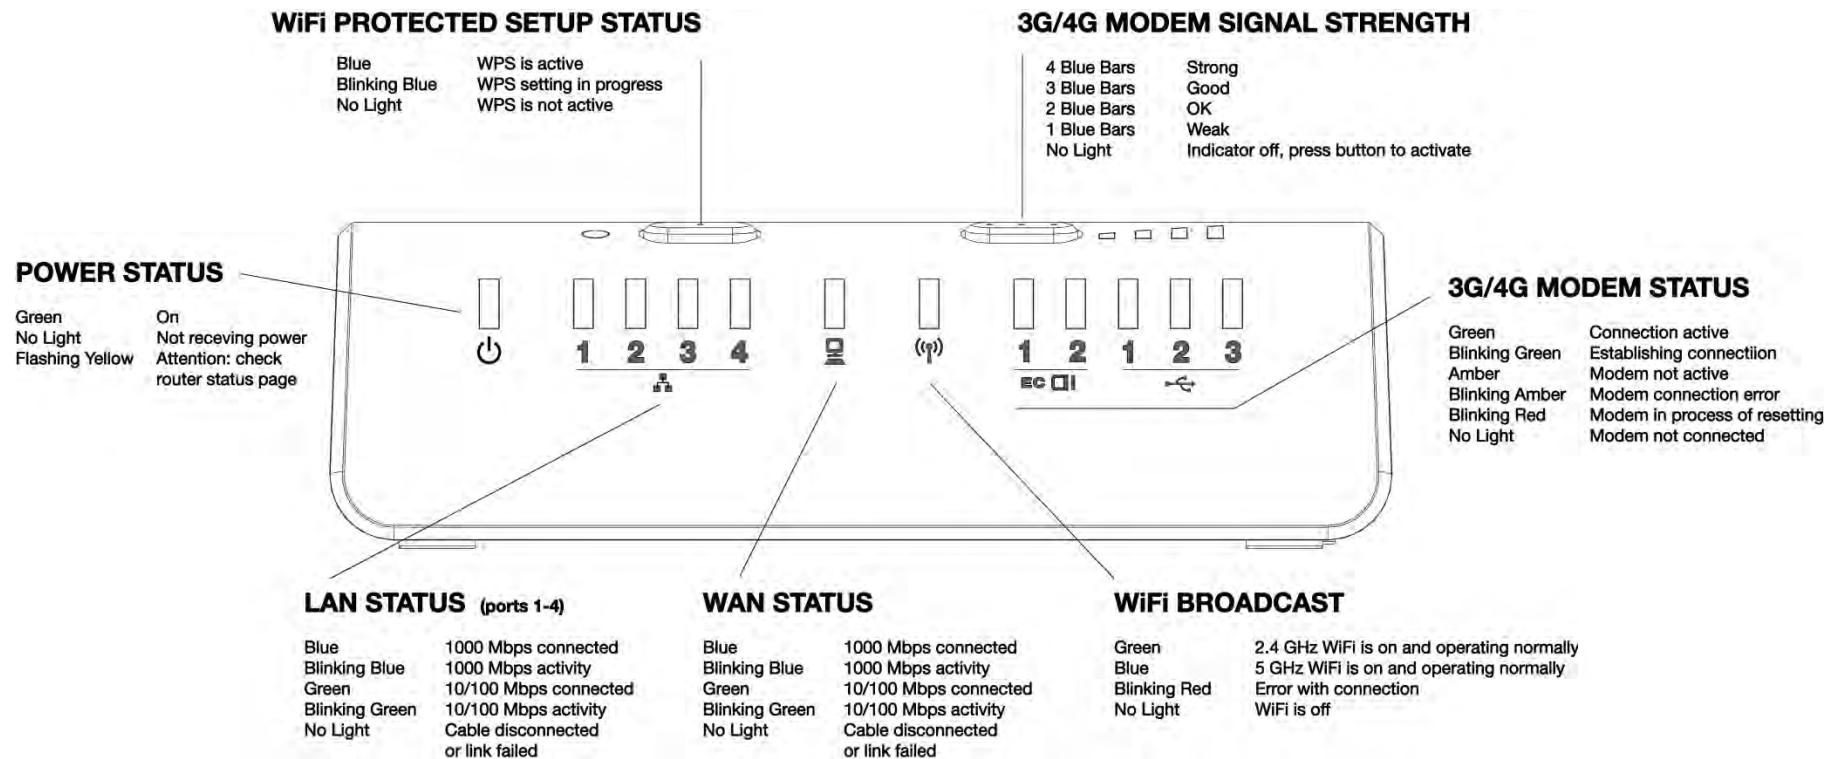 WiFi PROTECTED SETUP STATUS
Blue WPS is active
Blinking Blue WPS setting in progress
No Light WPS is not active
3G/4G MODEM SIGNAL STRENGTH
4 Blue Bars Strong
3 Blue Bars Good
2 Blue Bars OK
1 Blue Bars Weak
No Light Indicator off, press button to activate
POWER STATUS
Green On
No Light Not receving power
Flashing Yellow Attention: check
router status page
1 2 3 4 1 2 1 2 3
EC
3G/4G MODEM STATUS
Green Connection active
Blinking Green Establishing connectiion
Amber Modem not active
Blinking Amber Modem connection error
Blinking Red Modem in process of resetting
No Light Modem not connected
LAN STATUS (ports 1-4)
Blue 1000 Mbps connected
Blinking Blue 1000 Mbps activity
Green 10/100 Mbps connected
Blinking Green 10/100 Mbps activity
No Light Cable disconnected
or link failed
WAN STATUS
Blue 1000 Mbps connected
Blinking Blue 1000 Mbps activity
Green 10/100 Mbps connected
Blinking Green 10/100 Mbps activity
No Light Cable disconnected
or link failed
WiFi BROADCAST
Green 2.4 GHz WiFi is on and operating normally
Blue 5 GHz WiFi is on and operating normally
Blinking Red Error with connection
No Light WiFi is off